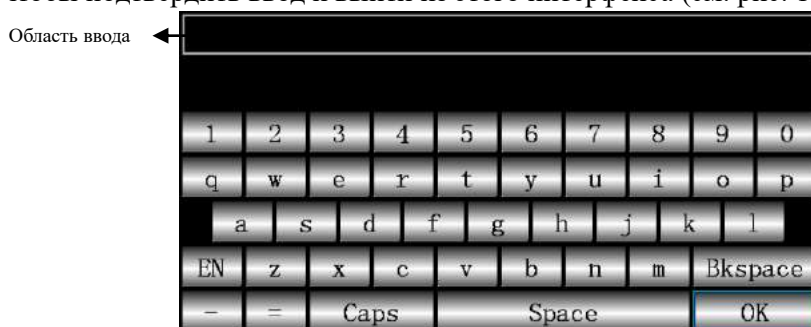 Область ввода
1 2 3 4 5 6 7 8 9 0
q w e r t y u i o p
a s d f g h j k l
EN z x c v b n m Bkspace
- = Caps Space OK